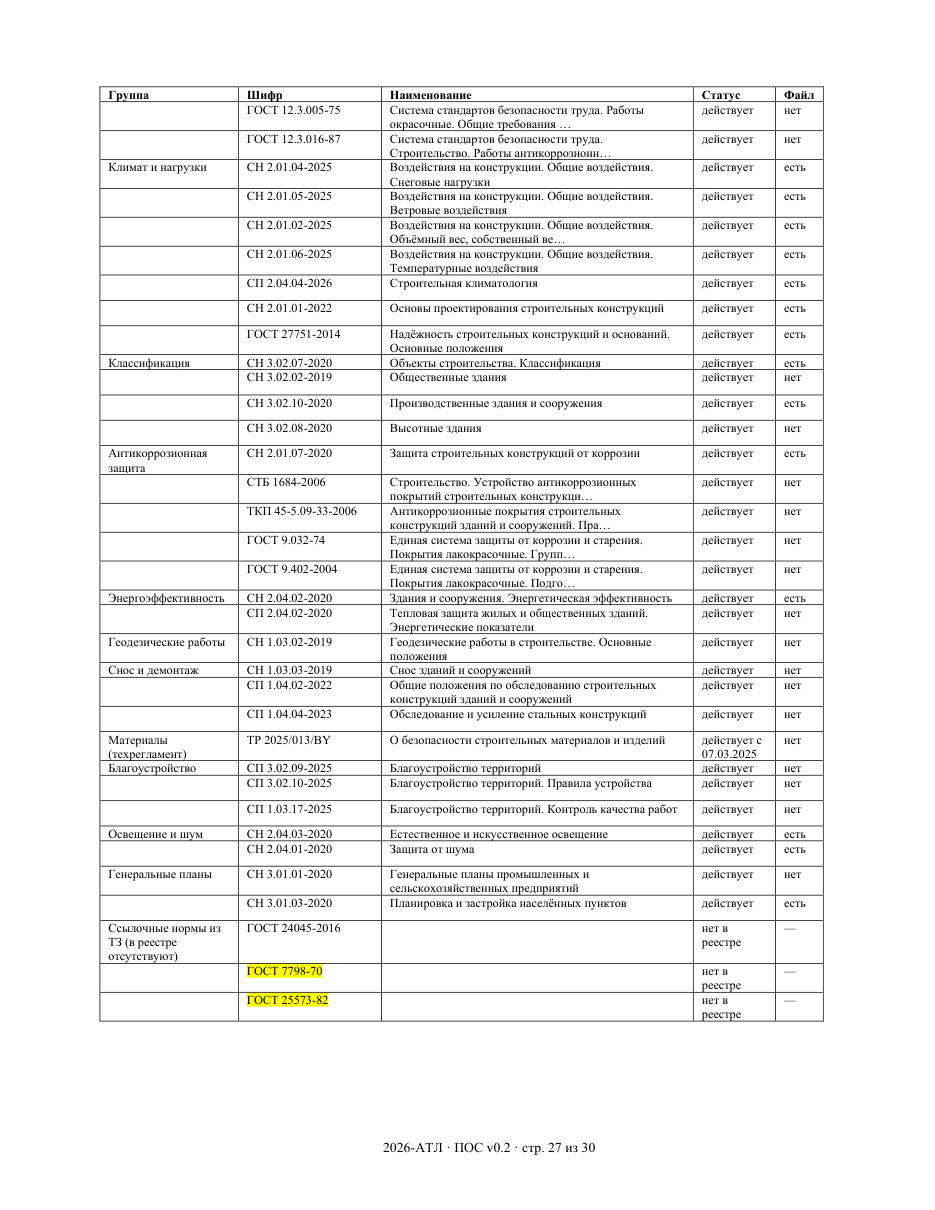 Группа Шифр Наименование Статус Файл
ГОСТ 12.3.005-75 Система стандартов безопасности труда. Работы действует нет
окрасочные. Общие требования …
ГОСТ 12.3.016-87 Система стандартов безопасности труда. действует нет
Строительство. Работы антикоррозионн…
Климат и нагрузки СН 2.01.04-2025 Воздействия на конструкции. Общие воздействия. действует есть
Снеговые нагрузки
СН 2.01.05-2025 Воздействия на конструкции. Общие воздействия. действует есть
Ветровые воздействия
СН 2.01.02-2025 Воздействия на конструкции. Общие воздействия. действует есть
Объёмный вес, собственный ве…
СН 2.01.06-2025 Воздействия на конструкции. Общие воздействия. действует есть
Температурные воздействия
СП 2.04.04-2026 Строительная климатология действует есть
СН 2.01.01-2022 Основы проектирования строительных конструкций действует есть
ГОСТ 27751-2014 Надёжность строительных конструкций и оснований. действует есть
Основные положения
Классификация СН 3.02.07-2020 Объекты строительства. Классификация действует есть
СН 3.02.02-2019 Общественные здания действует нет
СН 3.02.10-2020 Производственные здания и сооружения действует есть
СН 3.02.08-2020 Высотные здания действует нет
Антикоррозионная СН 2.01.07-2020 Защита строительных конструкций от коррозии действует есть
защита
СТБ 1684-2006 Строительство. Устройство антикоррозионных действует нет
покрытий строительных конструкци…
ТКП 45-5.09-33-2006 Антикоррозионные покрытия строительных действует нет
конструкций зданий и сооружений. Пра…
ГОСТ 9.032-74 Единая система защиты от коррозии и старения. действует нет
Покрытия лакокрасочные. Групп…
ГОСТ 9.402-2004 Единая система защиты от коррозии и старения. действует нет
Покрытия лакокрасочные. Подго…
Энергоэффективность СН 2.04.02-2020 Здания и сооружения. Энергетическая эффективность действует есть
СП 2.04.02-2020 Тепловая защита жилых и общественных зданий. действует нет
Энергетические показатели
Геодезические работы СН 1.03.02-2019 Геодезические работы в строительстве. Основные действует нет
положения
Снос и демонтаж СН 1.03.03-2019 Снос зданий и сооружений действует нет
СП 1.04.02-2022 Общие положения по обследованию строительных действует нет
конструкций зданий и сооружений
СП 1.04.04-2023 Обследование и усиление стальных конструкций действует нет
Материалы ТР 2025/013/BY О безопасности строительных материалов и изделий действует с нет
(техрегламент) 07.03.2025
Благоустройство СП 3.02.09-2025 Благоустройство территорий действует нет
СП 3.02.10-2025 Благоустройство территорий. Правила устройства действует нет
СП 1.03.17-2025 Благоустройство территорий. Контроль качества работ действует нет
Освещение и шум СН 2.04.03-2020 Естественное и искусственное освещение действует есть
СН 2.04.01-2020 Защита от шума действует есть
Генеральные планы СН 3.01.01-2020 Генеральные планы промышленных и действует нет
сельскохозяйственных предприятий
СН 3.01.03-2020 Планировка и застройка населённых пунктов действует есть
Ссылочные нормы из ГОСТ 24045-2016 нет в —
ТЗ (в реестре реестре
отсутствуют)
ГОСТ 7798-70 нет в —
реестре
ГОСТ 25573-82 нет в —
реестре
2026-АТЛ · ПОС v0.2 · стр. 27 из 30